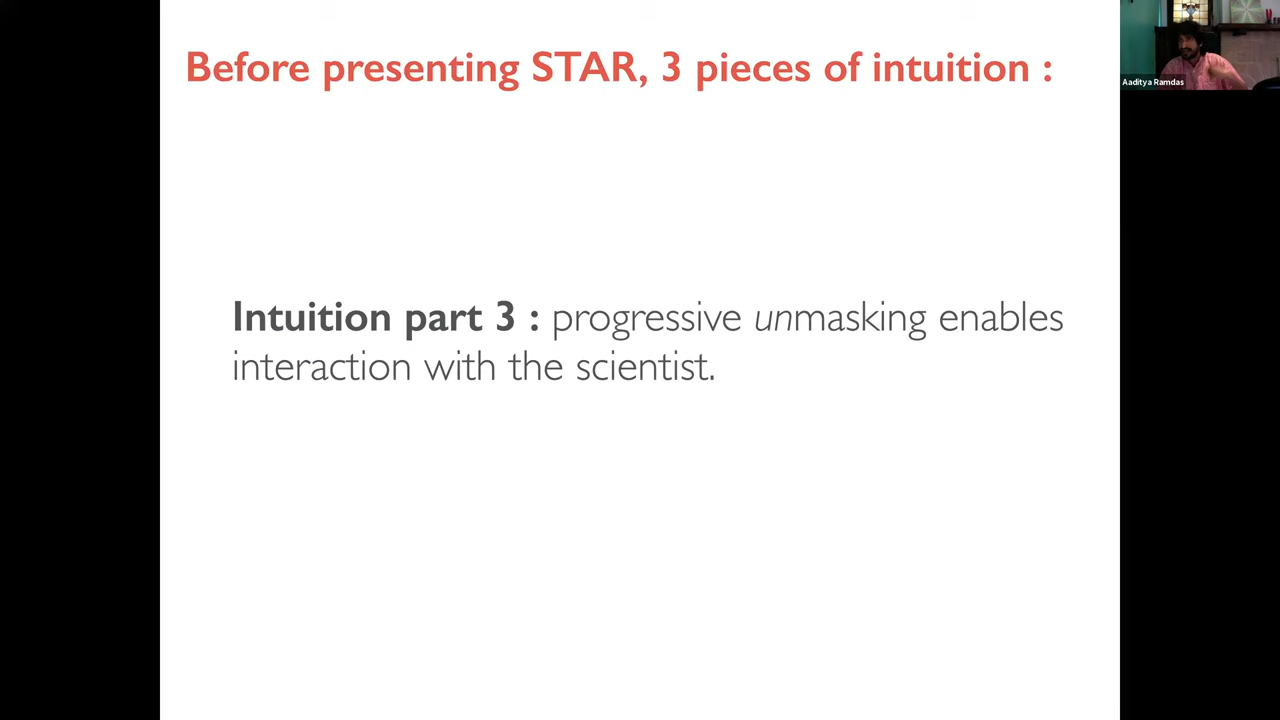 Before presenting STAR, 3 pieces of intuition :
Aaditya Ramdas
Intuition part 3 : progressive unmasking enables
interaction with the scientist.